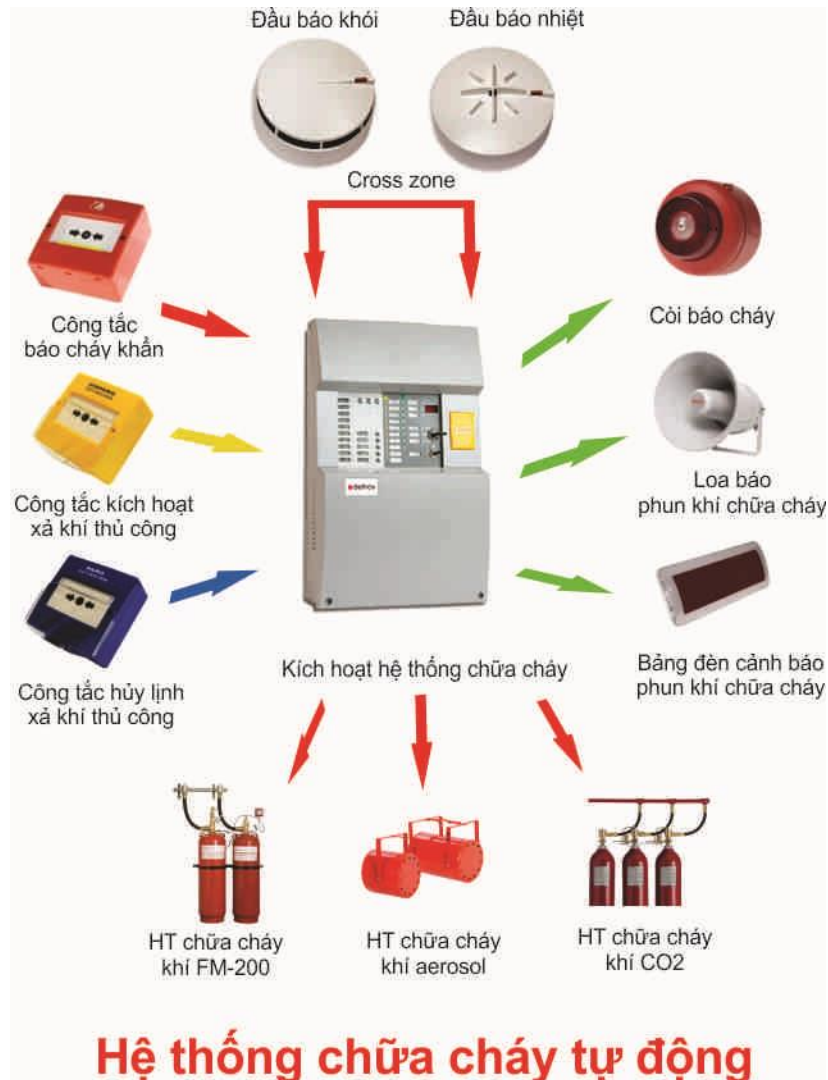 Đầu báo khói
Đầu báo nhiệt
Cross zone
Công tắc
báo cháy khẩn
Còi báo cháy
Công tắc kích hoạt
xả khí thủ công
Loa báo
phun khí chữa cháy
Công tắc hủy lịnh
xả khí thủ công
Kích hoạt hệ thống chữa cháy
Bảng đèn cảnh báo
phun khí chữa cháy
HT chữa cháy
khí FM-200
HT chữa cháy
khí aerosol
HT chữa cháy
khí CO2
Hệ thống chữa cháy tự động